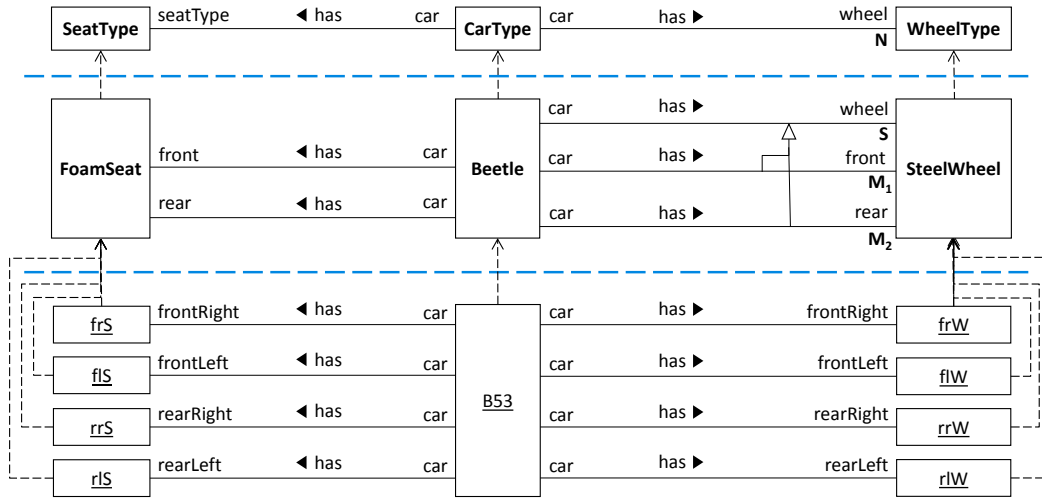 SeatType seatType ◄ has car CarType car has ► wheel N WheelType
FoamSeat front ◄ has car rear ◄ has car Beetle car has ► wheel S car has ► front M1 car has ► rear M2 SteelWheel
frS frontRight ◄ has car car has ► frontRight frW
flS frontLeft ◄ has car car has ► frontLeft flW
B53
rrS rearRight ◄ has car car has ► rearRight rrW
rlS rearLeft ◄ has car car has ► rearLeft rlW